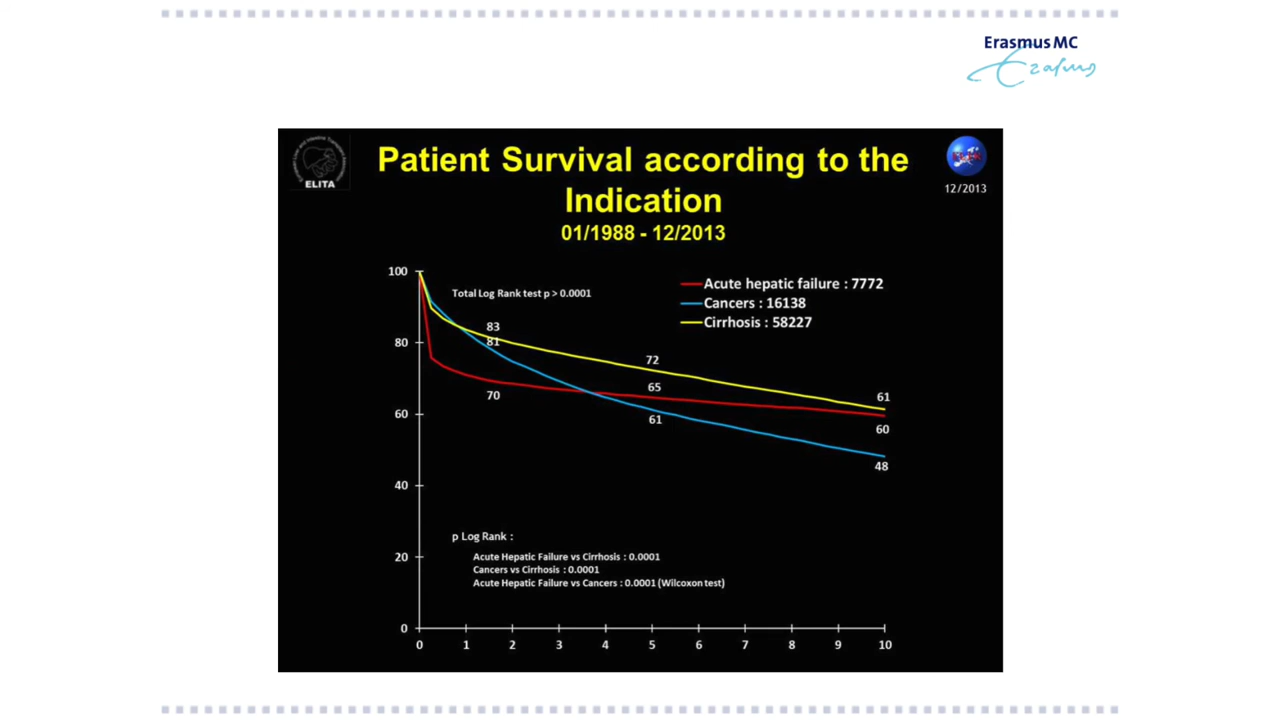 Erasmus MC
Erasmus
ELITA
Patient Survival according to the
Indication
01/1988 - 12/2013
12/2013
100
80
60
40
20
0
Total Log Rank test p > 0.0001
Acute hepatic failure : 7772
Cancers : 16138
Cirrhosis : 58227
83
81
70
72
65
61
61
60
48
p Log Rank :
Acute Hepatic Failure vs Cirrhosis : 0.0001
Cancers vs Cirrhosis : 0.0001
Acute Hepatic Failure vs Cancers : 0.0001 (Wilcoxon test)
0 1 2 3 4 5 6 7 8 9 10